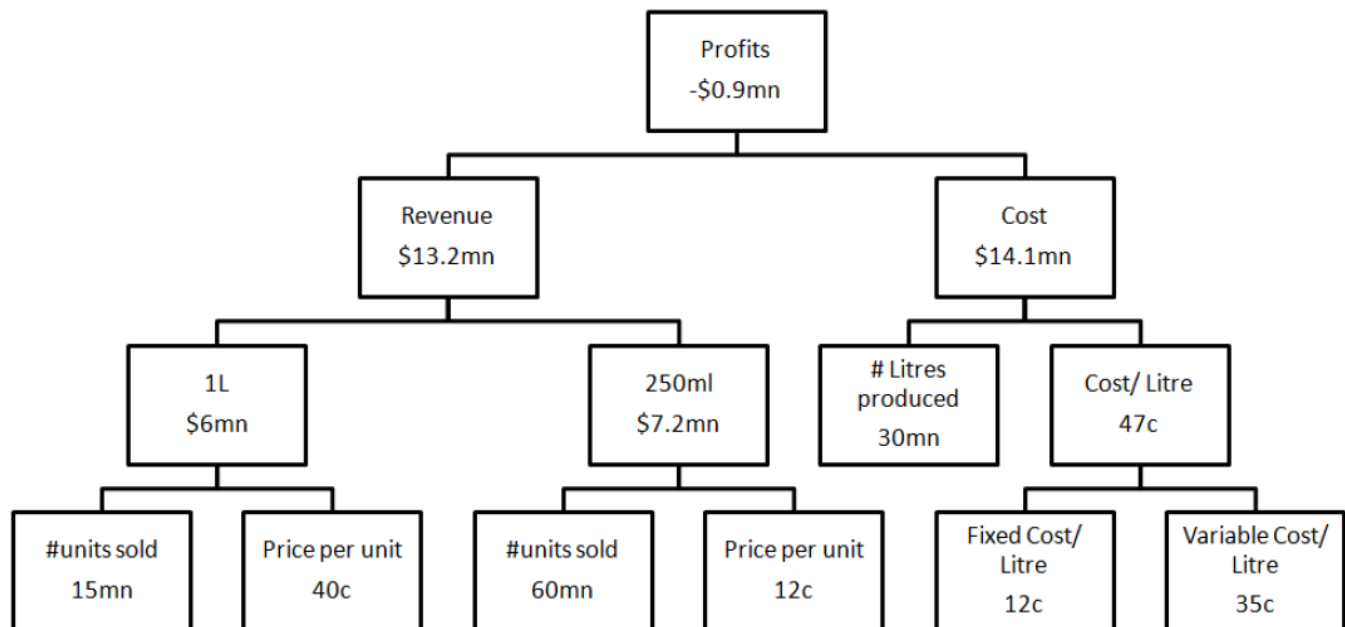 Profits
-$0.9mn
Revenue
$13.2mn
Cost
$14.1mn
1L
$6mn
250ml
$7.2mn
# Litres
produced
30mn
Cost/ Litre
47c
#units sold
15mn
Price per unit
40c
#units sold
60mn
Price per unit
12c
Fixed Cost/
Litre
12c
Variable Cost/
Litre
35c